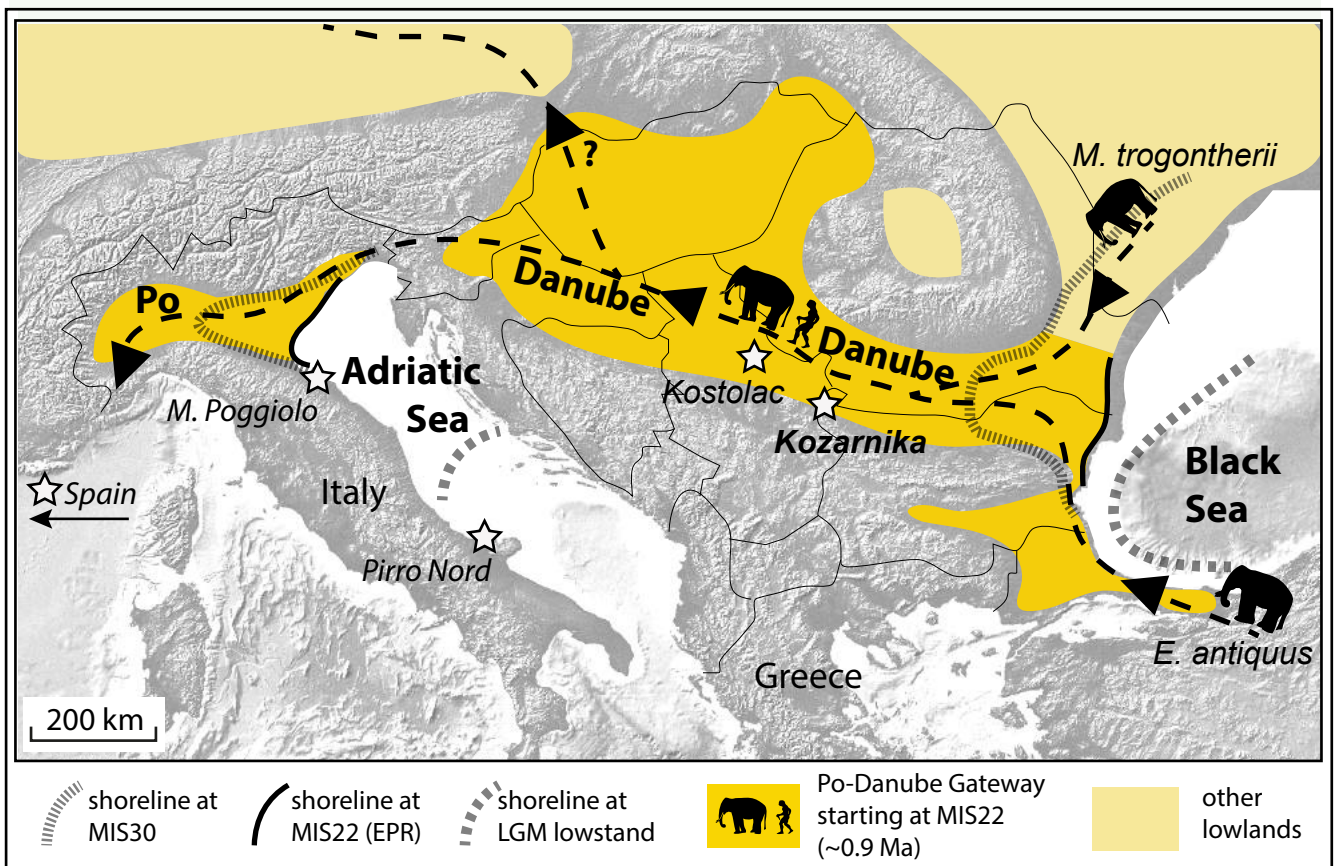 ?
M. trogontherii
Po
Danube
Danube
Adriatic
Sea
M. Poggiolo
Kostolac
Kozarnika
Black
Sea
Spain
Italy
Pirro Nord
E. antiquus
Greece
200 km
shoreline at
MIS30
shoreline at
MIS22 (EPR)
shoreline at
LGM lowstand
Po-Danube Gateway
starting at MIS22
(~0.9 Ma)
other
lowlands